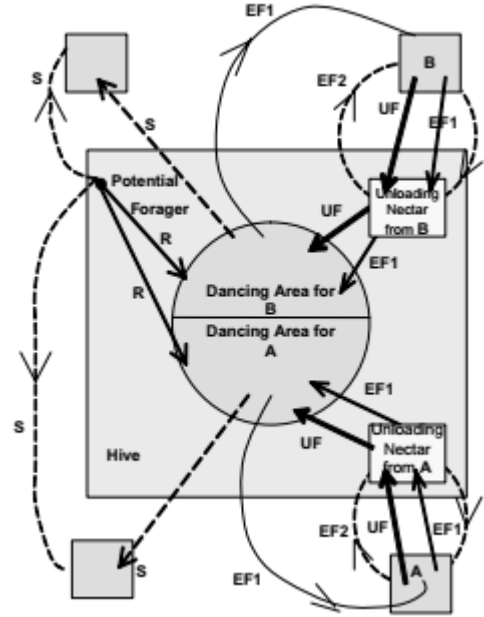 EF1
B
EF2
S
UF
EF1
S
S
Potential
Forager
Unloading
Nectar
from B
UF
R
EF1
R
Dancing Area for
B
Dancing Area for
A
EF1
S
Unloading
Nectar
from A
UF
Hive
EF2
UF
EF1
S
EF1
A